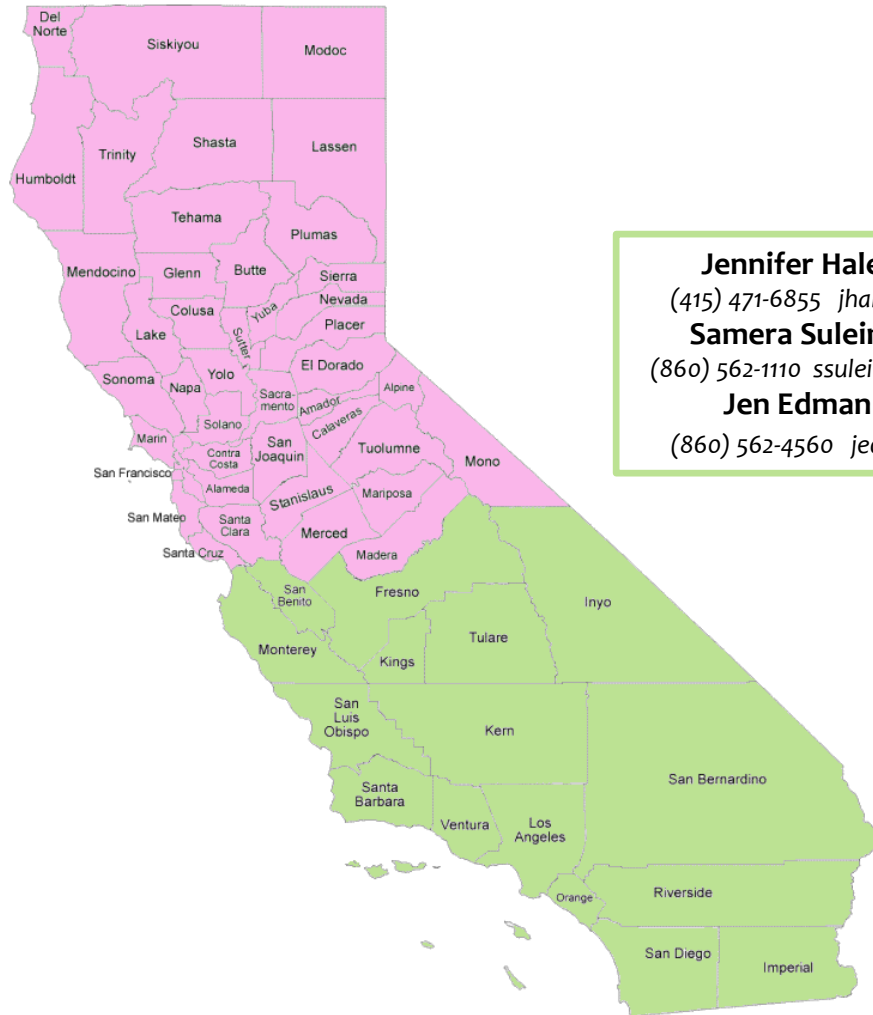 Del
Norte
Siskiyou
Modoc
Humboldt
Trinity
Shasta
Lassen
Tehama
Plumas
Mendocino
Glenn
Butte
Sierra
Colusa
Yuba
Nevada
Placer
Lake
Sutter
Sonoma
Napa
Yolo
El Dorado
Sacra-
mento
Alpine
Amador
Solano
Calaveras
Marin
Contra
Costa
San
Joaquin
Tuolumne
Mono
San Francisco
Alameda
Stanislaus
Mariposa
San Mateo
Santa
Clara
Merced
Santa Cruz
Madera
San
Benito
Fresno
Inyo
Monterey
Kings
Tulare
San
Luis
Obispo
Kern
San Bernardino
Santa
Barbara
Ventura
Los
Angeles
Orange
Riverside
San Diego
Imperial
Jennifer Hale
(415) 471-6855 jha
Samera Sulei
(860) 562-1110 ssulei
Jen Edman
(860) 562-4560 je